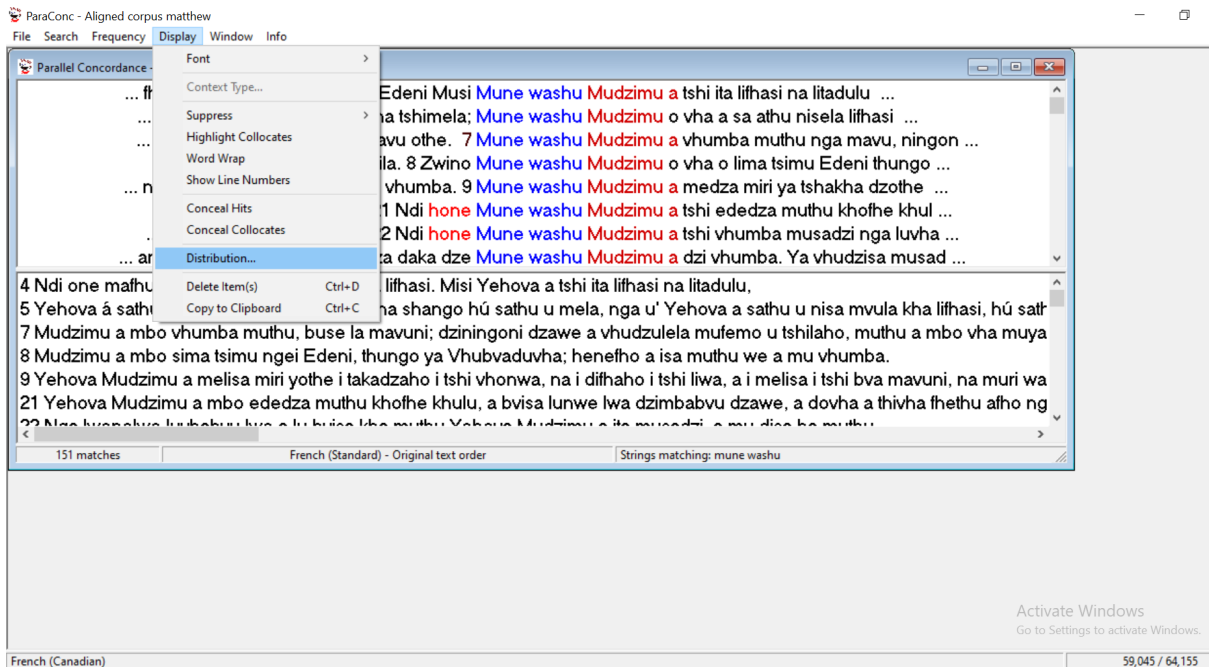 ParaConc - Aligned corpus matthew
File Search Frequency Display Window Info
Parallel Concordance -
Font
Context Type...
Suppress
Highlight Collocates
Word Wrap
Show Line Numbers
Conceal Hits
Conceal Collocates
Distribution...
Delete Item(s) Ctrl+D
Copy to Clipboard Ctrl+C
... Edeni Musi Mune washu Mudzimu a tshi ita lifhasi na litadulu ...
... tshimela; Mune washu Mudzimu o vha a sa athu nisela lifhasi ...
... othe. 7 Mune washu Mudzimu a vhumba muthu nga mavu, ningon ...
8 Zwino Mune washu Mudzimu o vha o lima tsimu Edeni thungo ...
... vhumba. 9 Mune washu Mudzimu a medza miri ya tshakha dzothe ...
Ndi hone Mune washu Mudzimu a tshi ededza muthu khofhe khul ...
. Ndi hone Mune washu Mudzimu a tshi vhumba musadzi nga luvha ...
... daka dze Mune washu Mudzimu a dzi vhumba. Ya vhudzisa musad ...
4 Ndi one lifhasi. Misi Yehova a tshi ita lifhasi na litadulu,
5 Yehova á shango hú sathu u mela, nga u' Yehova a sathu u nisa mvula kha lifhasi, hú sath
7 Mudzimu a mbo vhumba muthu, buse la mavuni; dziningoni dzawe a vhudzulela mufemo u tshilaho, muthu a mbo vha muya
8 Mudzimu a mbo sima tsimu ngei Edeni, thungo ya Vhubvaduvha; henefho a isa muthu we a mu vhumba.
9 Yehova Mudzimu a melisa miri yothe i takadzaho i tshi vhonwa, na i difhaho i tshi liwa, a i melisa i tshi bva mavuni, na muri wa
21 Yehova Mudzimu a mbo ededza muthu khofhe khulu, a bvisa lunwe lwa dzimbabvu dzawe, a dovha a thivha fhethu afho ng
151 matches French (Standard) - Original text order Strings matching: mune washu
Activate Windows
Go to Settings to activate Windows.
French (Canadian) 59,045 / 64,155